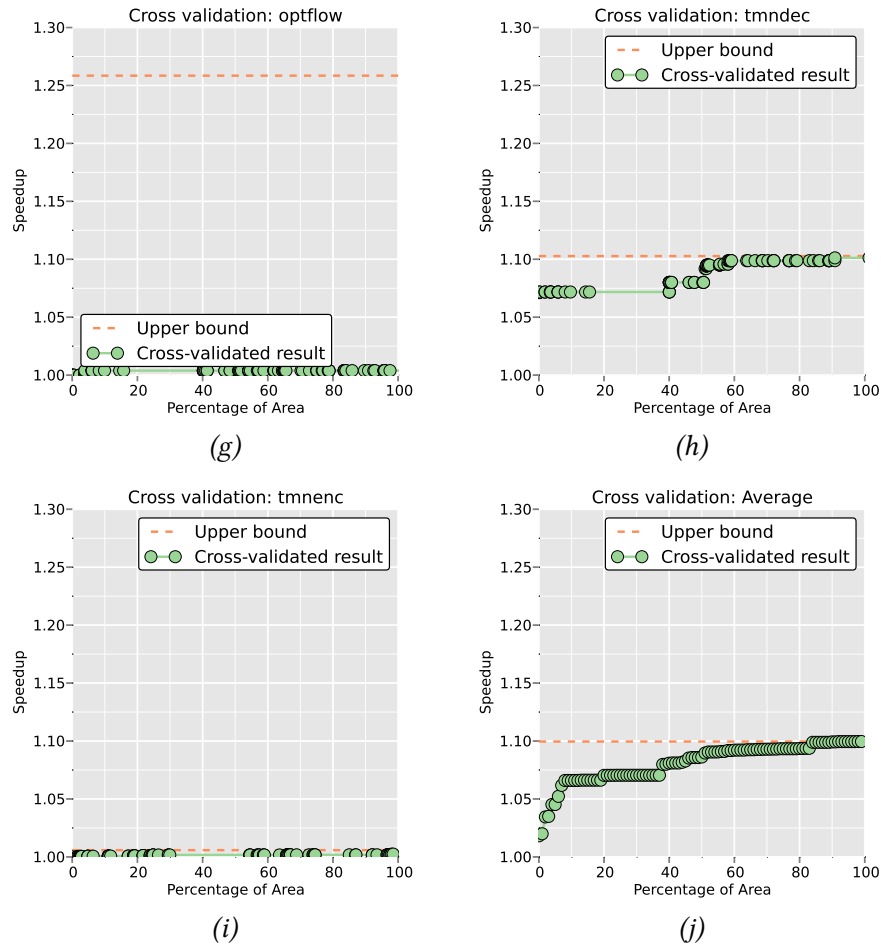 Cross validation: optflow
1.30
1.25
1.20
1.15
1.10
1.05
1.00
Speedup
Upper bound
Cross-validated result
0 20 40 60 80 100
Percentage of Area
(g)
Cross validation: tmndec
1.30
1.25
1.20
1.15
1.10
1.05
1.00
Speedup
Upper bound
Cross-validated result
0 20 40 60 80 100
Percentage of Area
(h)
Cross validation: tmnenc
1.30
1.25
1.20
1.15
1.10
1.05
1.00
Speedup
Upper bound
Cross-validated result
0 20 40 60 80 100
Percentage of Area
(i)
Cross validation: Average
1.30
1.25
1.20
1.15
1.10
1.05
1.00
Speedup
Upper bound
Cross-validated result
0 20 40 60 80 100
Percentage of Area
(j)